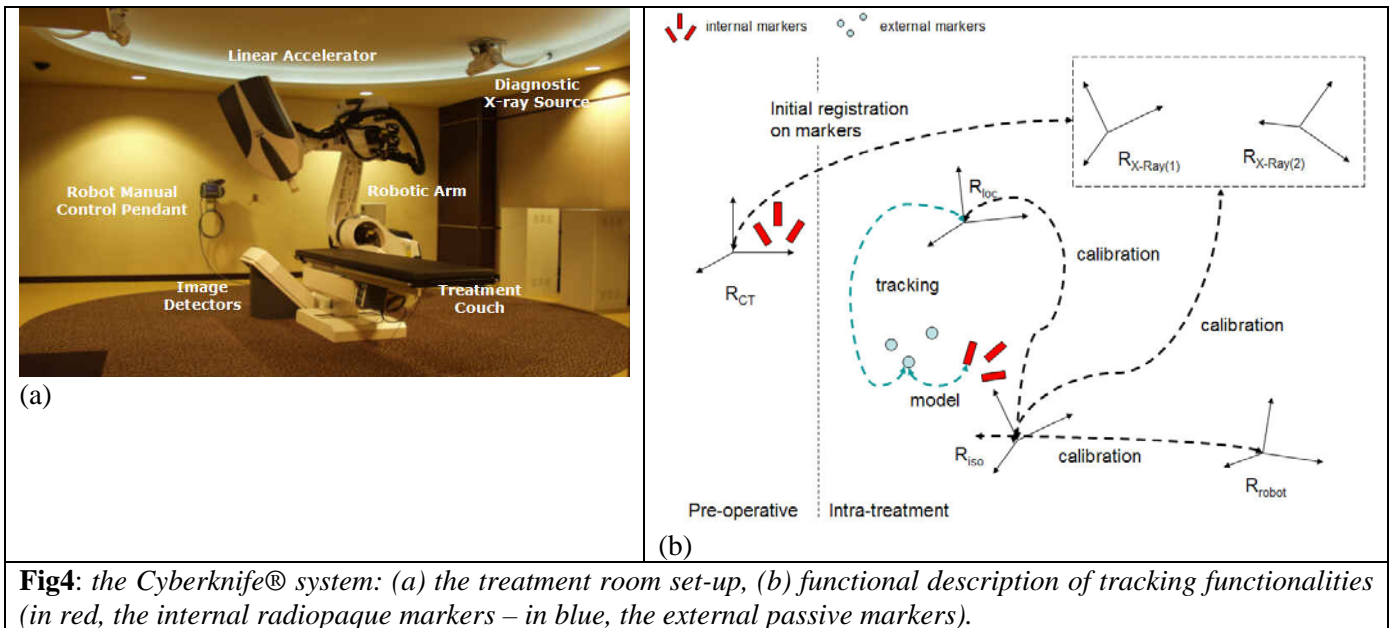 Linear Accelerator
Diagnostic
X-ray Source
Robot Manual
Control Pendant
Robotic Arm
Image
Detectors
Treatment
Couch
(a)
internal markers
external markers
Initial registration
on markers
R_X-Ray(1)
R_X-Ray(2)
R_loc
R_CT
calibration
tracking
calibration
model
R_iso
calibration
R_robot
Pre-operative
Intra-treatment
(b)
Fig4: the Cyberknife® system: (a) the treatment room set-up, (b) functional description of tracking functionalities
(in red, the internal radiopaque markers – in blue, the external passive markers).